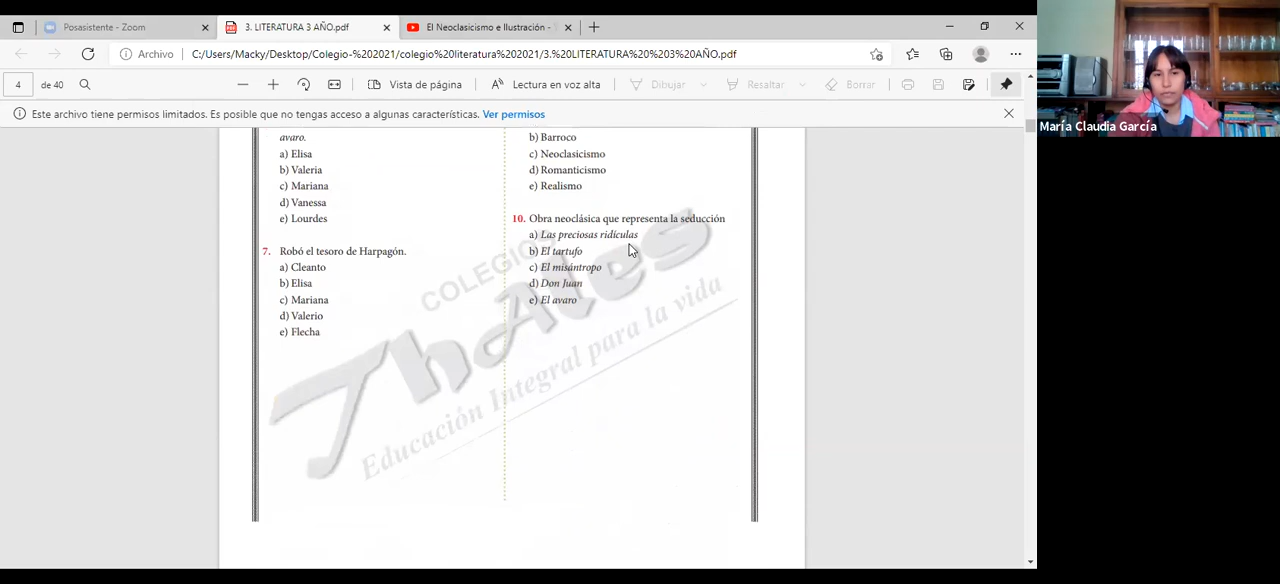 Posasistente - Zoom
3. LITERATURA 3 AÑO.pdf
El Neoclasicismo e Ilustración -
Archivo
C:/Users/Macky/Desktop/Colegio-%202021/colegio%20literatura%202021/3.%20LITERATURA%20%203%20AÑO.pdf
4 de 40
Vista de página
Lectura en voz alta
Dibujar
Resaltar
Borrar
Este archivo tiene permisos limitados. Es posible que no tengas acceso a algunas características. Ver permisos
María Claudia García
avaro.
a) Elisa
b) Valeria
c) Mariana
d) Vanessa
e) Lourdes
7. Robó el tesoro de Harpagón.
a) Cleanto
b) Elisa
c) Mariana
d) Valerio
e) Flecha
b) Barroco
c) Neoclasicismo
d) Romanticismo
e) Realismo
10. Obra neoclásica que representa la seducción
a) Las preciosas ridículas
b) El tartufo
c) El misántropo
d) Don Juan
e) El avaro
COLEGIOS
Thales
Educación Integral para la vida